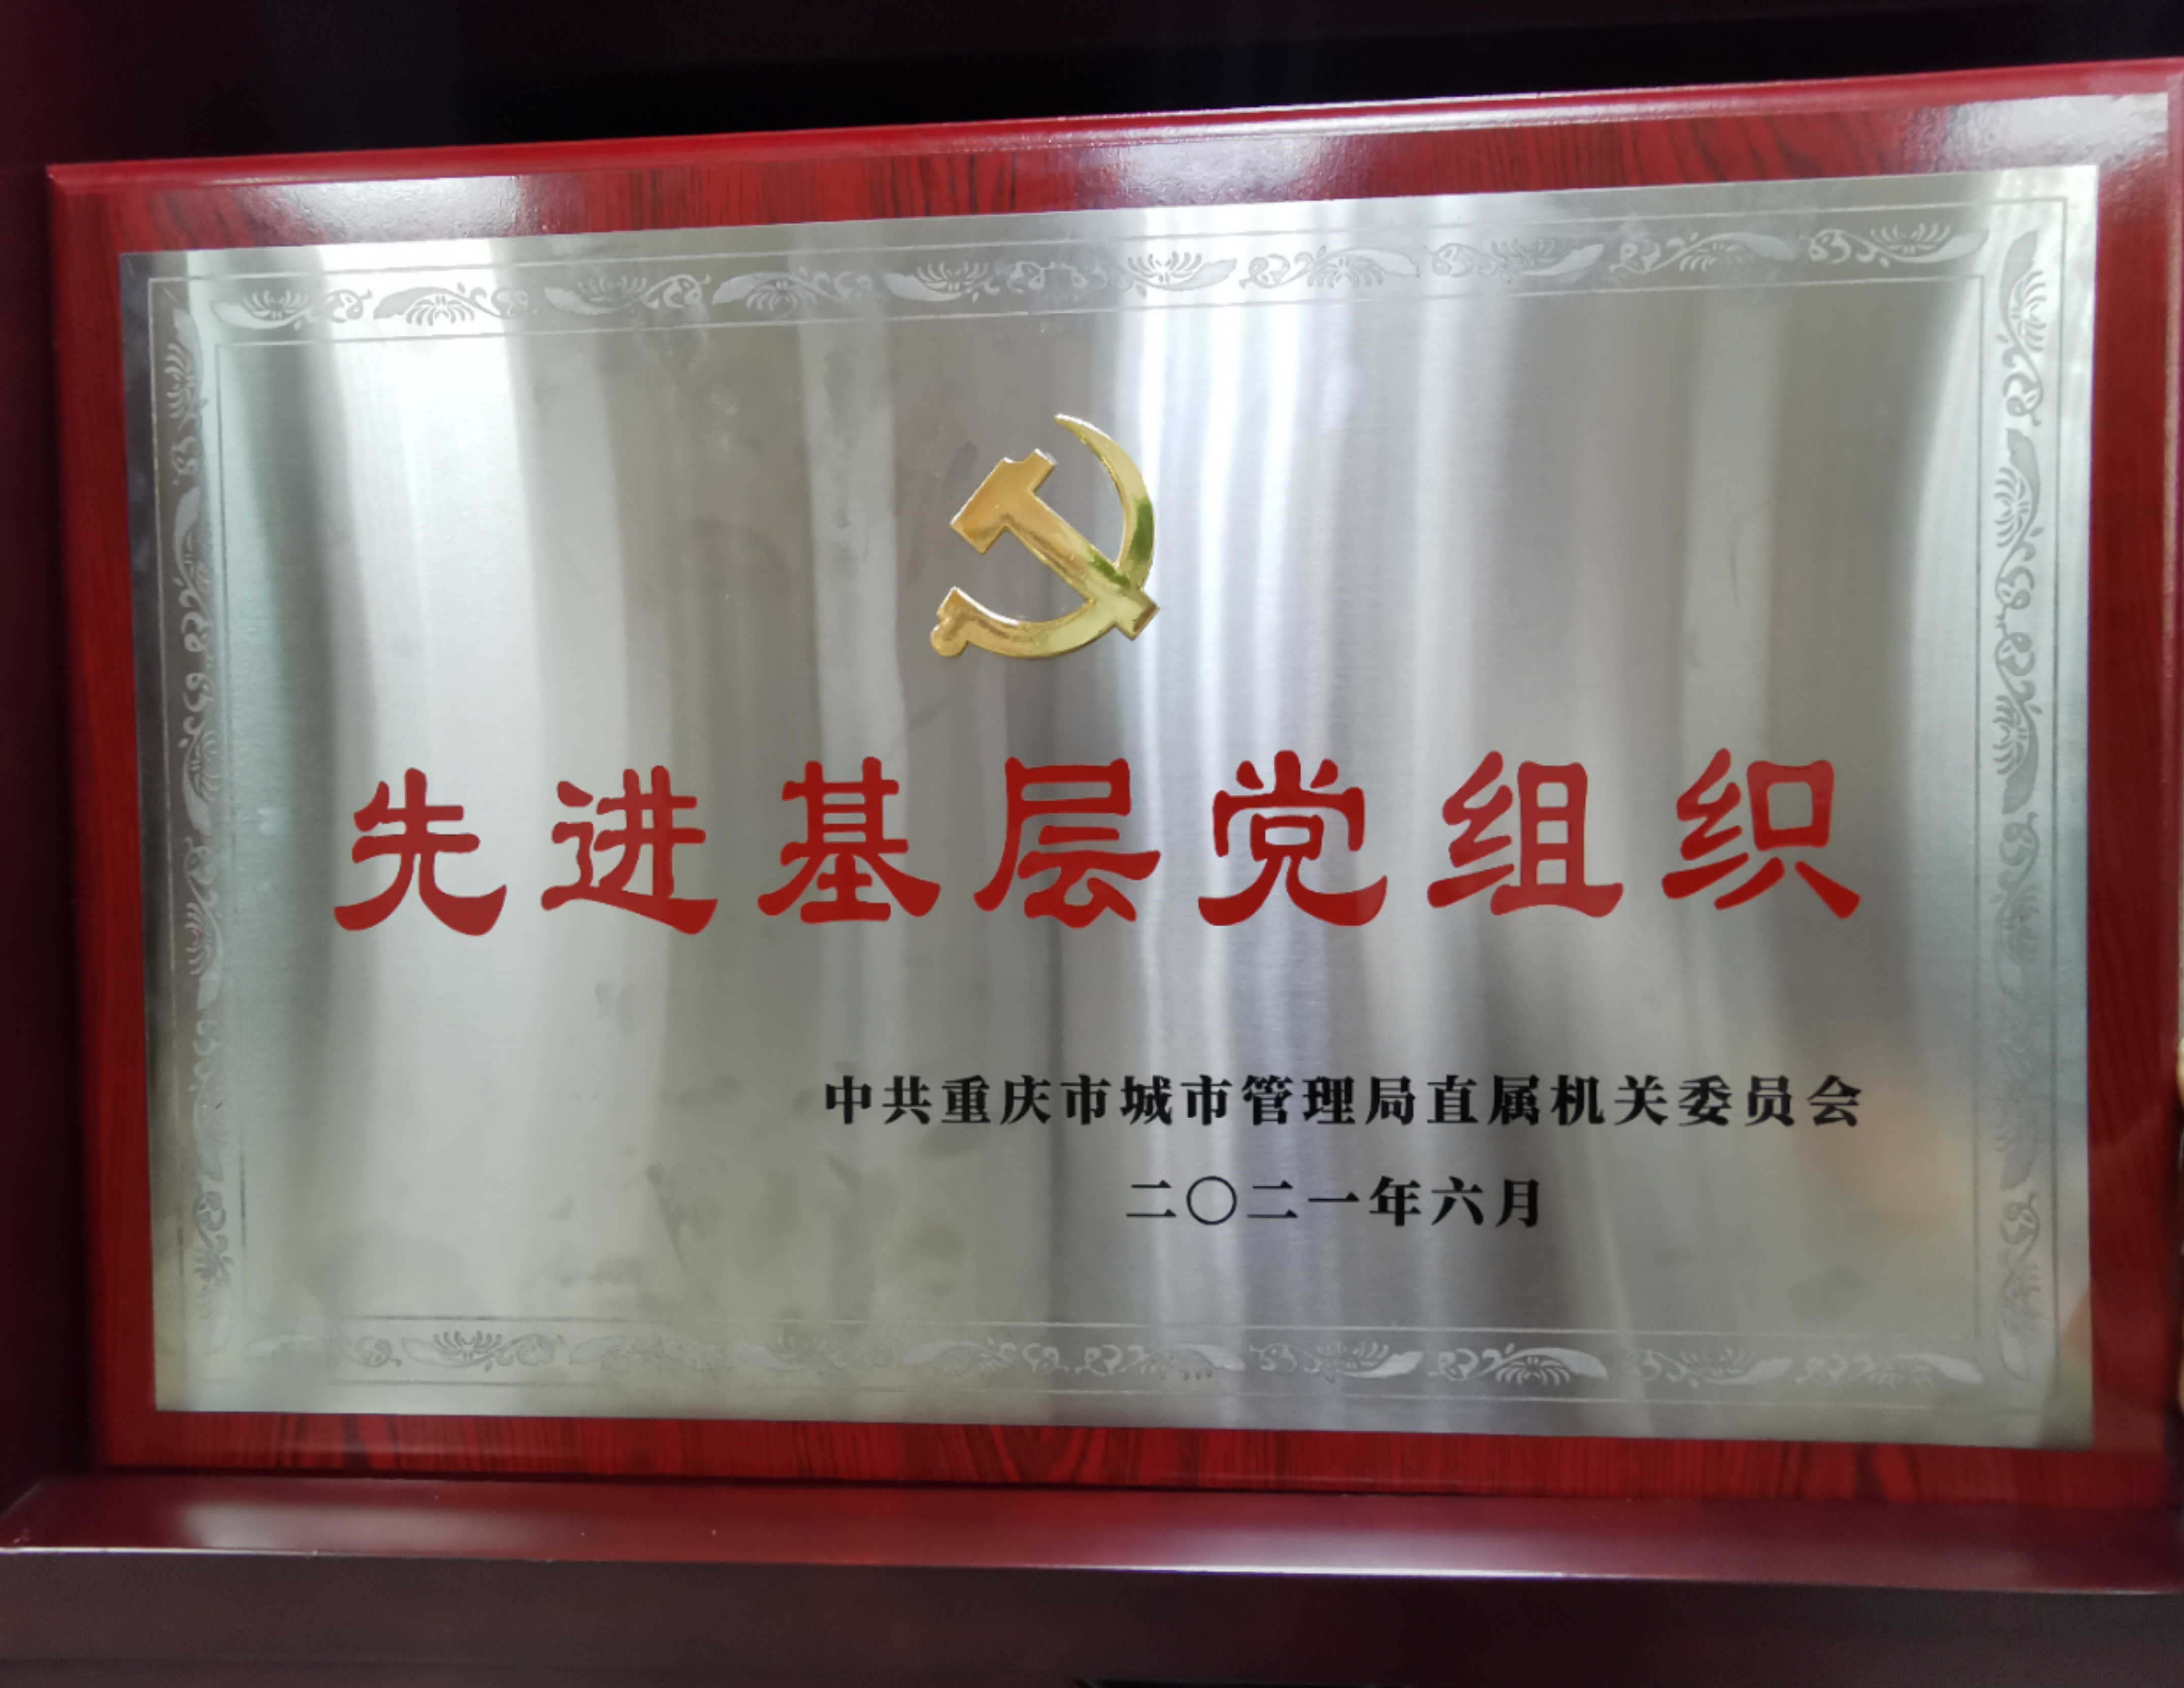 先进基层党组织
中共重庆市城市管理局直属机关委员会
二〇二一年六月